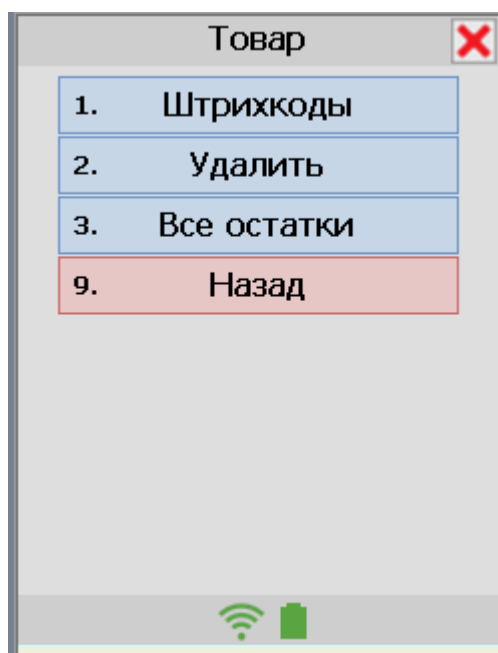 Товар
1. Штрихкоды
2. Удалить
3. Все остатки
9. Назад